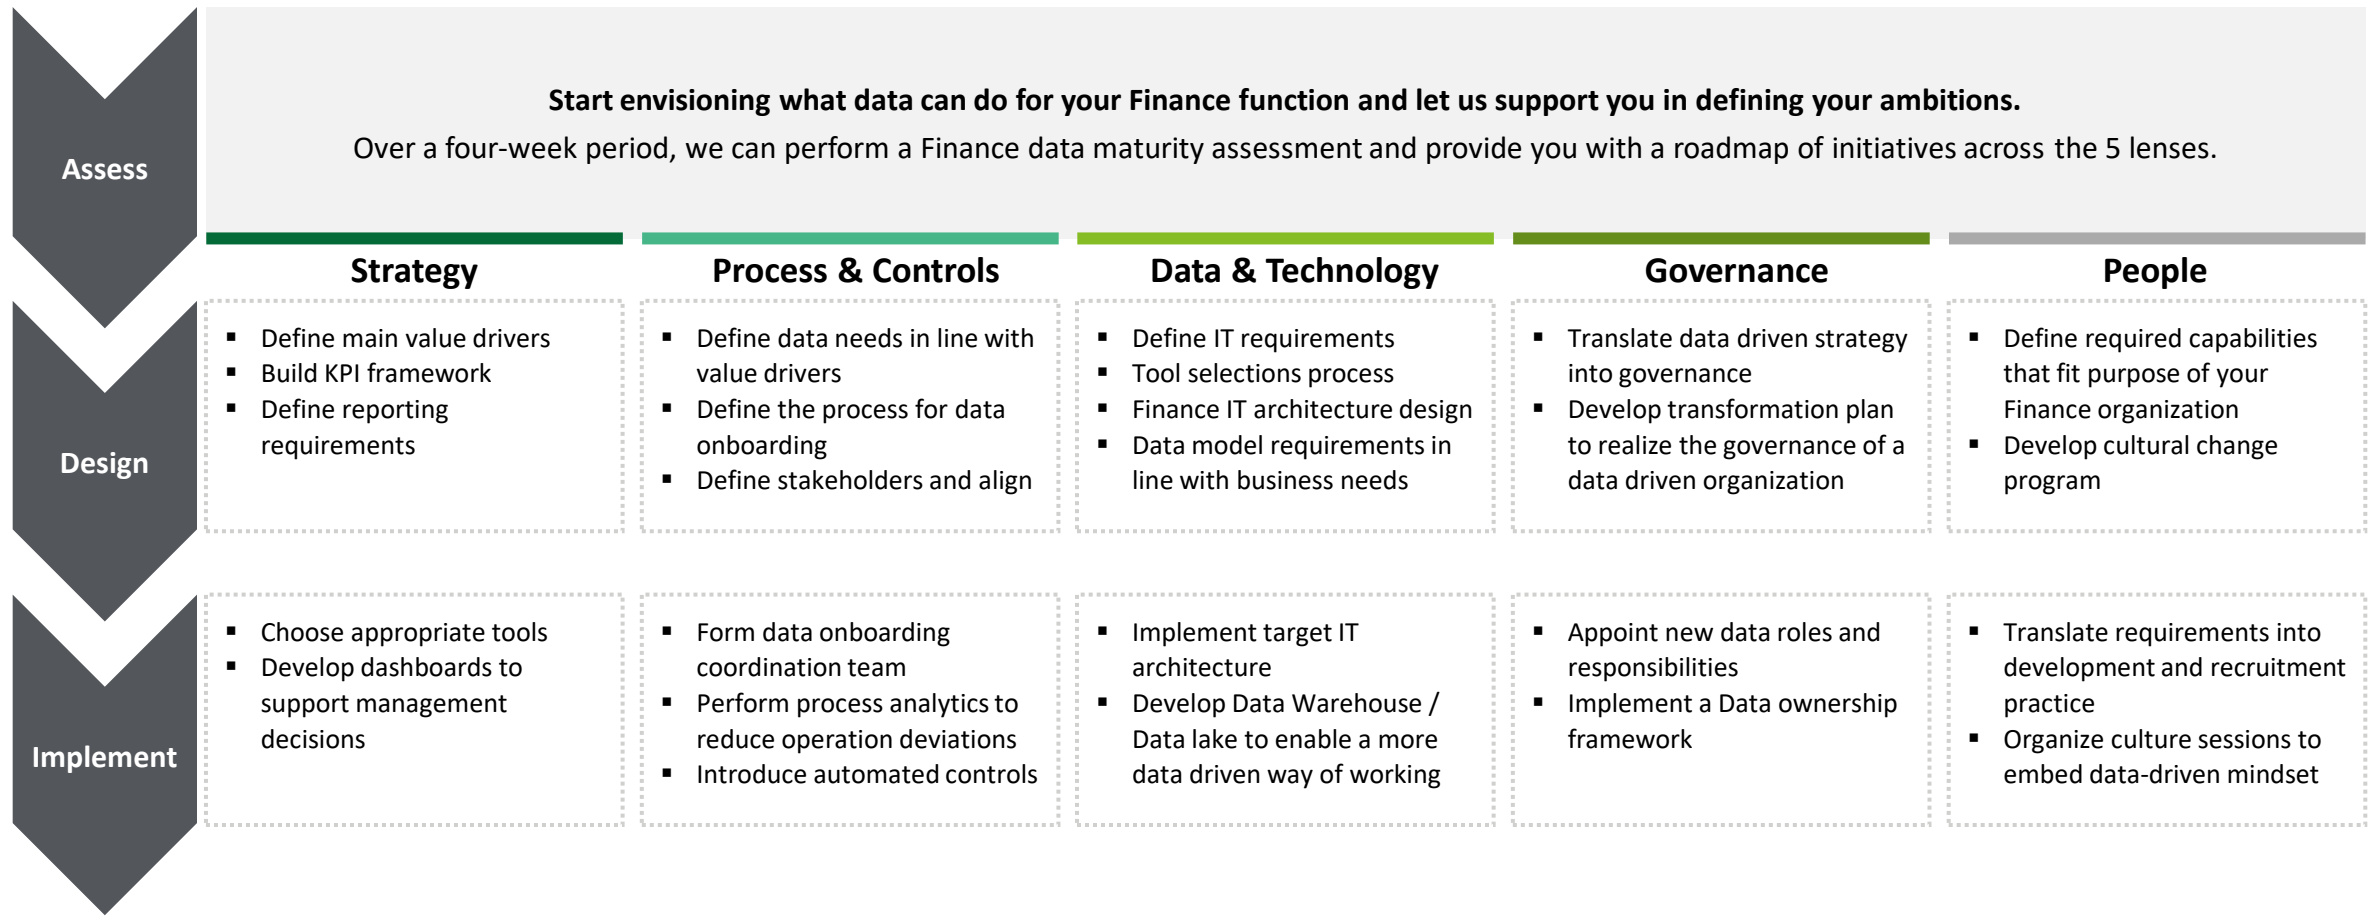 Assess
Start envisioning what data can do for your Finance function and let us support you in defining your ambitions.
Over a four-week period, we can perform a Finance data maturity assessment and provide you with a roadmap of initiatives across the 5 lenses.
Strategy
Process & Controls
Data & Technology
Governance
People
Design
▪ Define main value drivers
▪ Build KPI framework
▪ Define reporting
requirements
▪ Define data needs in line with
value drivers
▪ Define the process for data
onboarding
▪ Define stakeholders and align
▪ Define IT requirements
▪ Tool selections process
▪ Finance IT architecture design
▪ Data model requirements in
line with business needs
▪ Translate data driven strategy
into governance
▪ Develop transformation plan
to realize the governance of a
data driven organization
▪ Define required capabilities
that fit purpose of your
Finance organization
▪ Develop cultural change
program
Implement
▪ Choose appropriate tools
▪ Develop dashboards to
support management
decisions
▪ Form data onboarding
coordination team
▪ Perform process analytics to
reduce operation deviations
▪ Introduce automated controls
▪ Implement target IT
architecture
▪ Develop Data Warehouse /
Data lake to enable a more
data driven way of working
▪ Appoint new data roles and
responsibilities
▪ Implement a Data ownership
framework
▪ Translate requirements into
development and recruitment
practice
▪ Organize culture sessions to
embed data-driven mindset